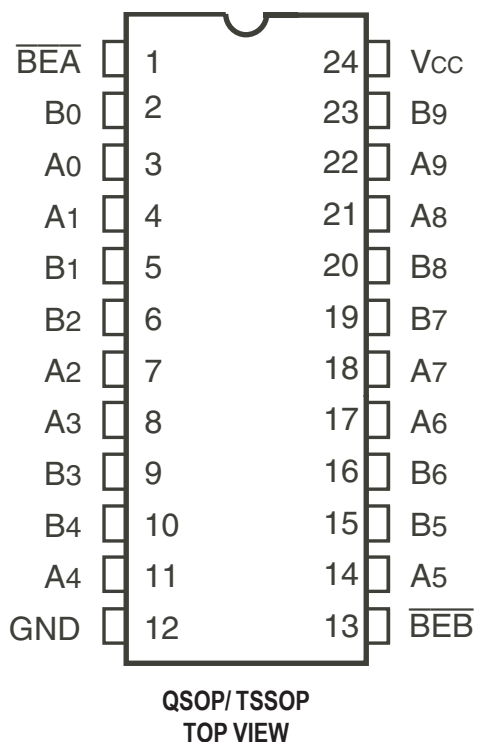 B̅E̅A̅ 1 24 VCC
B0 2 23 B9
A0 3 22 A9
A1 4 21 A8
B1 5 20 B8
B2 6 19 B7
A2 7 18 A7
A3 8 17 A6
B3 9 16 B6
B4 10 15 B5
A4 11 14 A5
GND 12 13 B̅E̅B̅
QSOP/ TSSOP
TOP VIEW